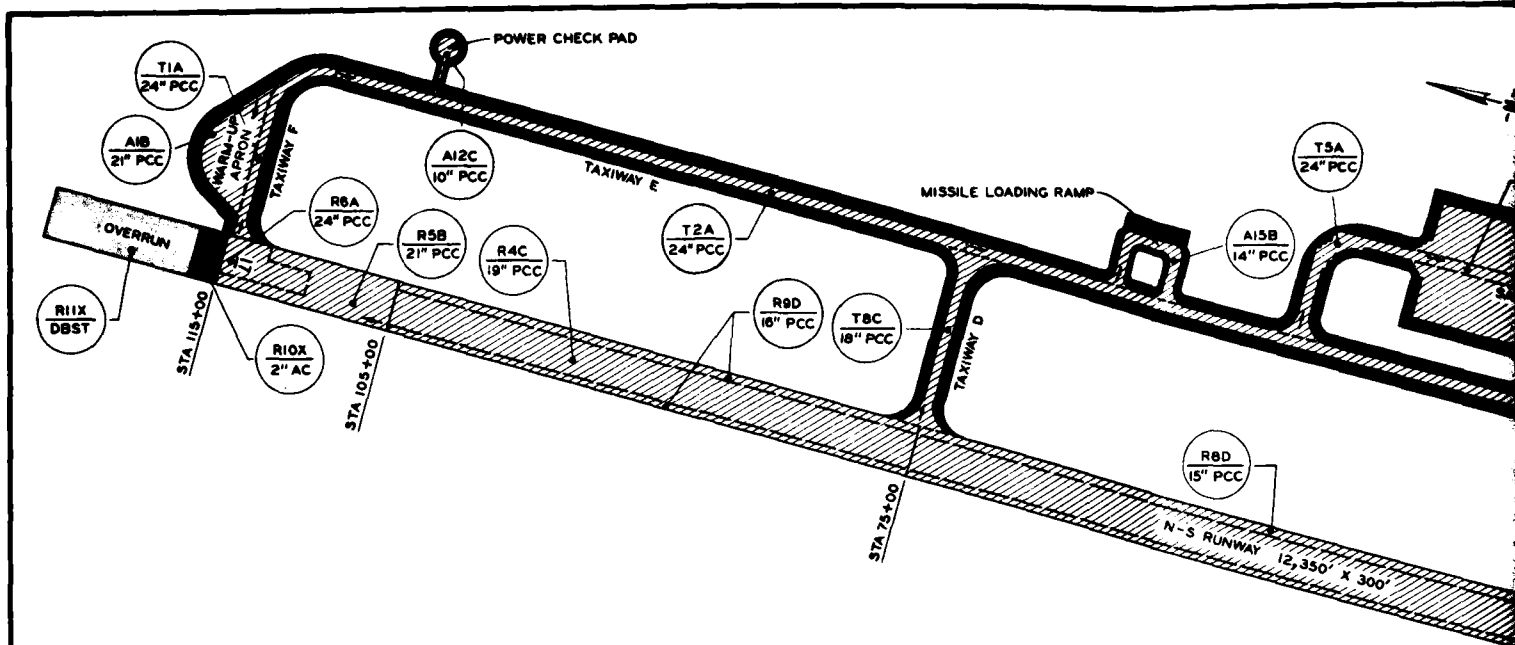 POWER CHECK PAD
T1A
24" PCC
A1B
21" PCC
WARM-UP
APRON
TAXIWAY F
A12C
10" PCC
TAXIWAY E
T5A
24" PCC
MISSILE LOADING RAMP
R6A
24" PCC
R5B
21" PCC
R4C
19" PCC
T2A
24" PCC
A15B
14" PCC
OVERRUN
17
R11X
DBST
STA 115+00
R10X
2" AC
STA 105+00
R9D
16" PCC
T8C
18" PCC
TAXIWAY D
STA 75+00
R8D
15" PCC
N-S RUNWAY 12,350' X 300'